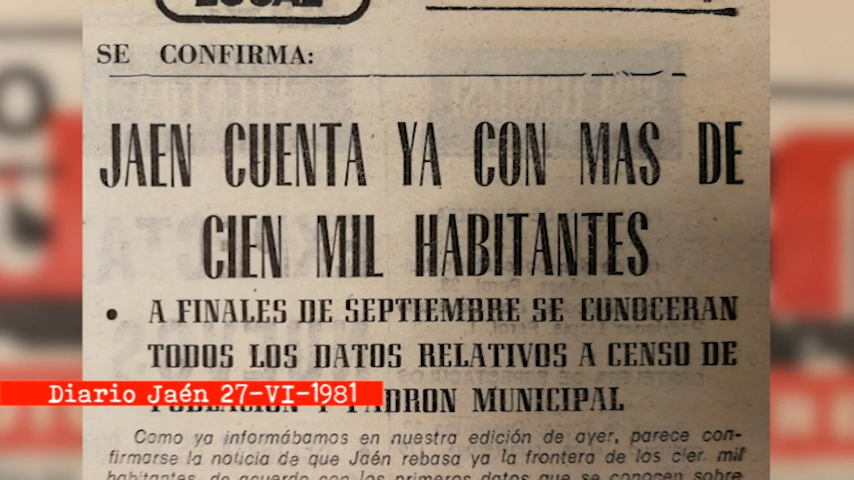 LOCAL
SE CONFIRMA:
JAEN CUENTA YA CON MAS DE
CIEN MIL HABITANTES
• A FINALES DE SEPTIEMBRE SE CONOCERAN
TODOS LOS DATOS RELATIVOS A CENSO DE
POBLACION Y PADRON MUNICIPAL
Diario Jaén 27-VI-1981
Como ya informábamos en nuestra edición de ayer, parece con-
firmarse la noticia de que Jaén rebasa ya la frontera de los cien mil
habitantes, de acuerdo con los primeros datos que se conocen sobre